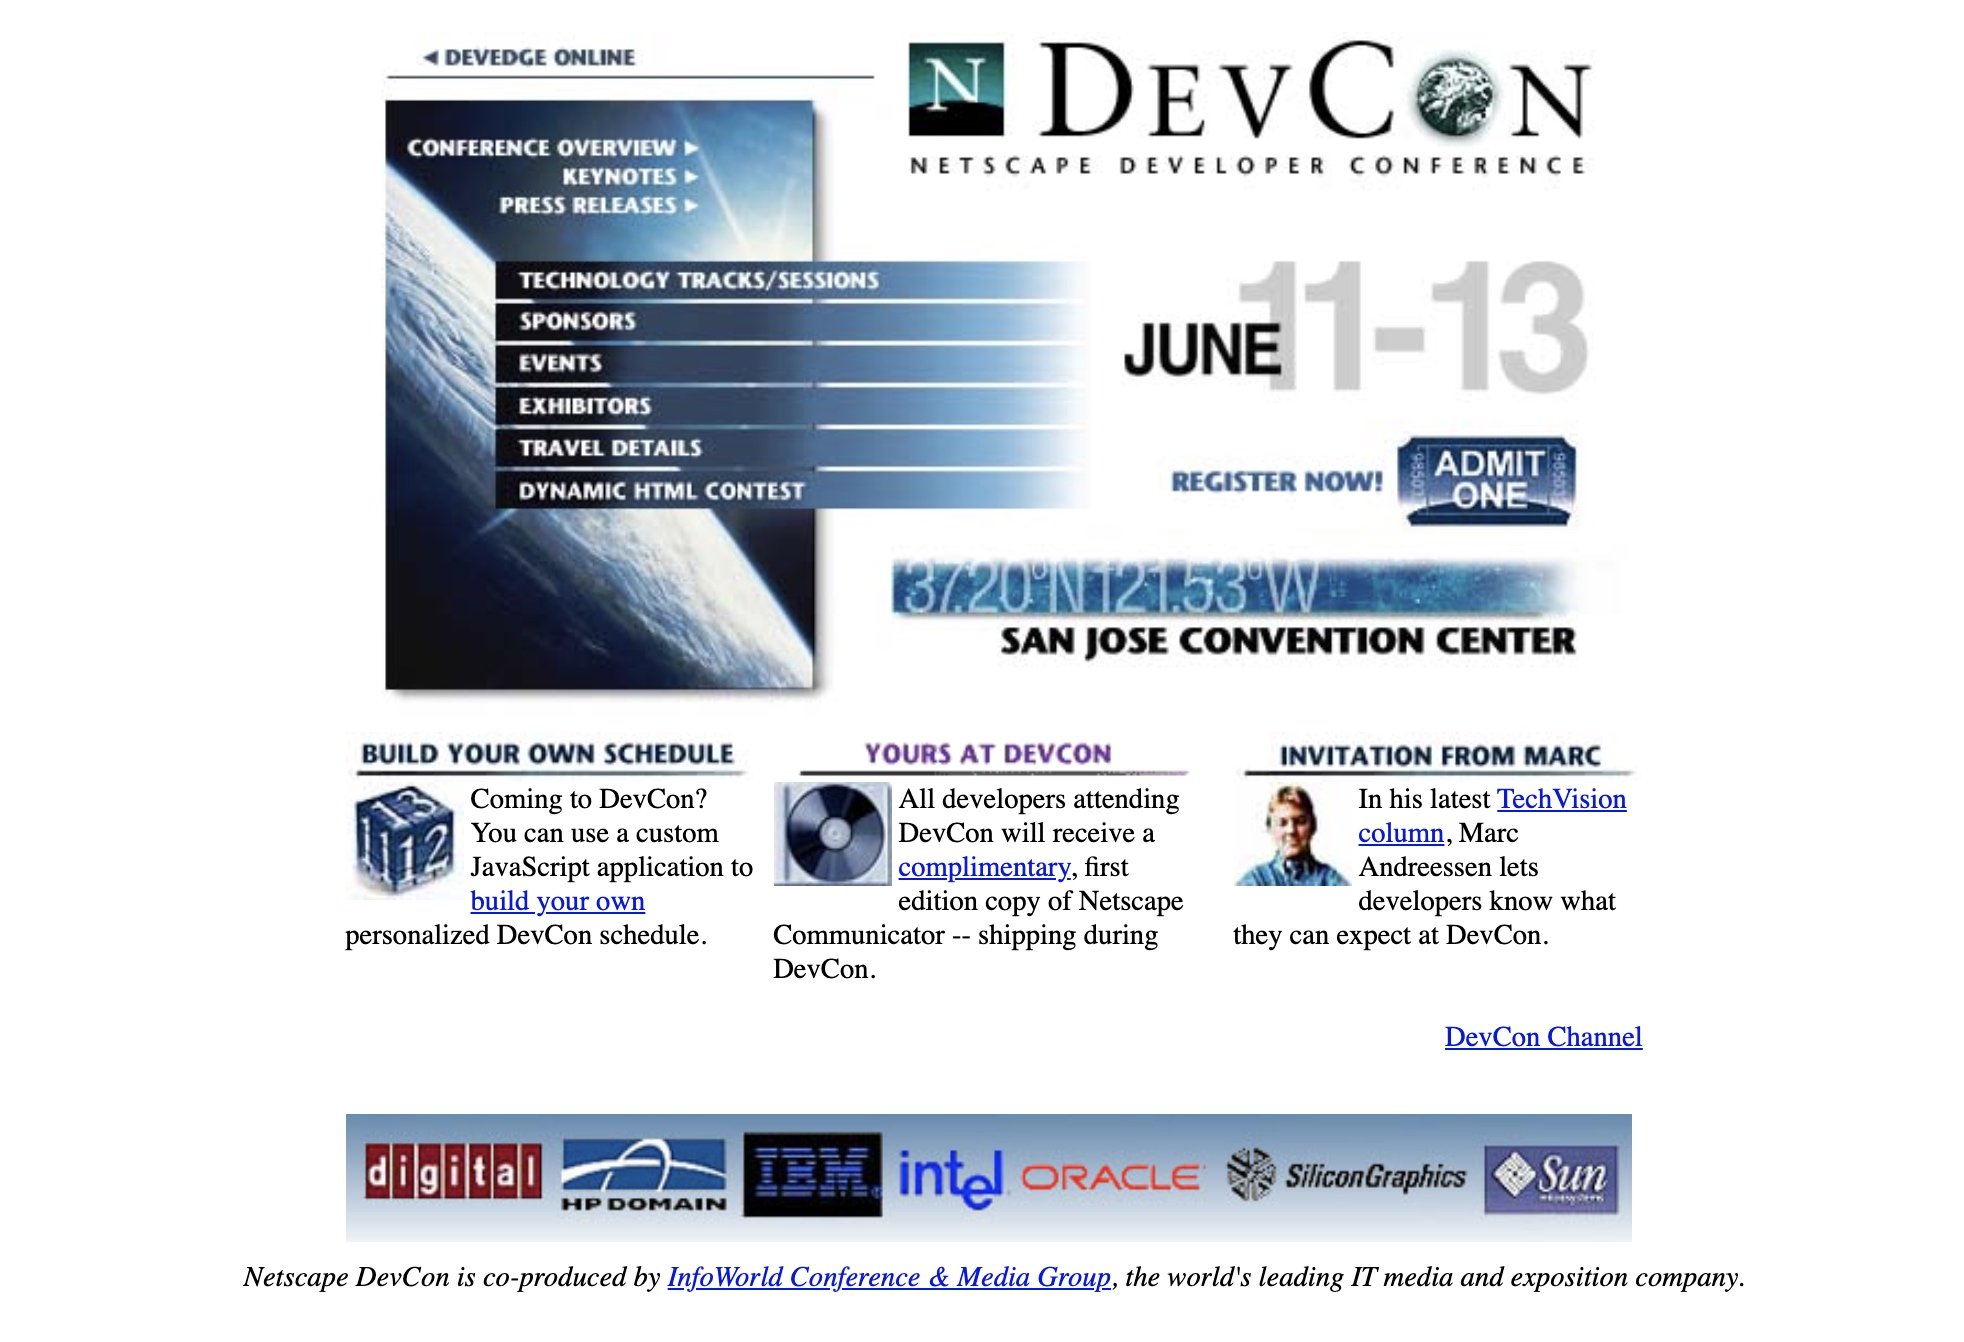 ◄ DEVEDGE ONLINE
N DEVCON
NETSCAPE DEVELOPER CONFERENCE
CONFERENCE OVERVIEW ►
KEYNOTES ►
PRESS RELEASES ►
TECHNOLOGY TRACKS/SESSIONS
SPONSORS
EVENTS
EXHIBITORS
TRAVEL DETAILS
DYNAMIC HTML CONTEST
JUNE 11-13
REGISTER NOW!
ADMIT
ONE
37.20°N121.53°W
SAN JOSE CONVENTION CENTER
BUILD YOUR OWN SCHEDULE
13
11 12
Coming to DevCon?
You can use a custom
JavaScript application to
build your own
personalized DevCon schedule.
YOURS AT DEVCON
All developers attending
DevCon will receive a
complimentary, first
edition copy of Netscape
Communicator -- shipping during
DevCon.
INVITATION FROM MARC
In his latest TechVision
column, Marc
Andreessen lets
developers know what
they can expect at DevCon.
DevCon Channel
digital
HP DOMAIN
IBM
intel
ORACLE
SiliconGraphics
Sun
microsystems
Netscape DevCon is co-produced by InfoWorld Conference & Media Group, the world's leading IT media and exposition company.